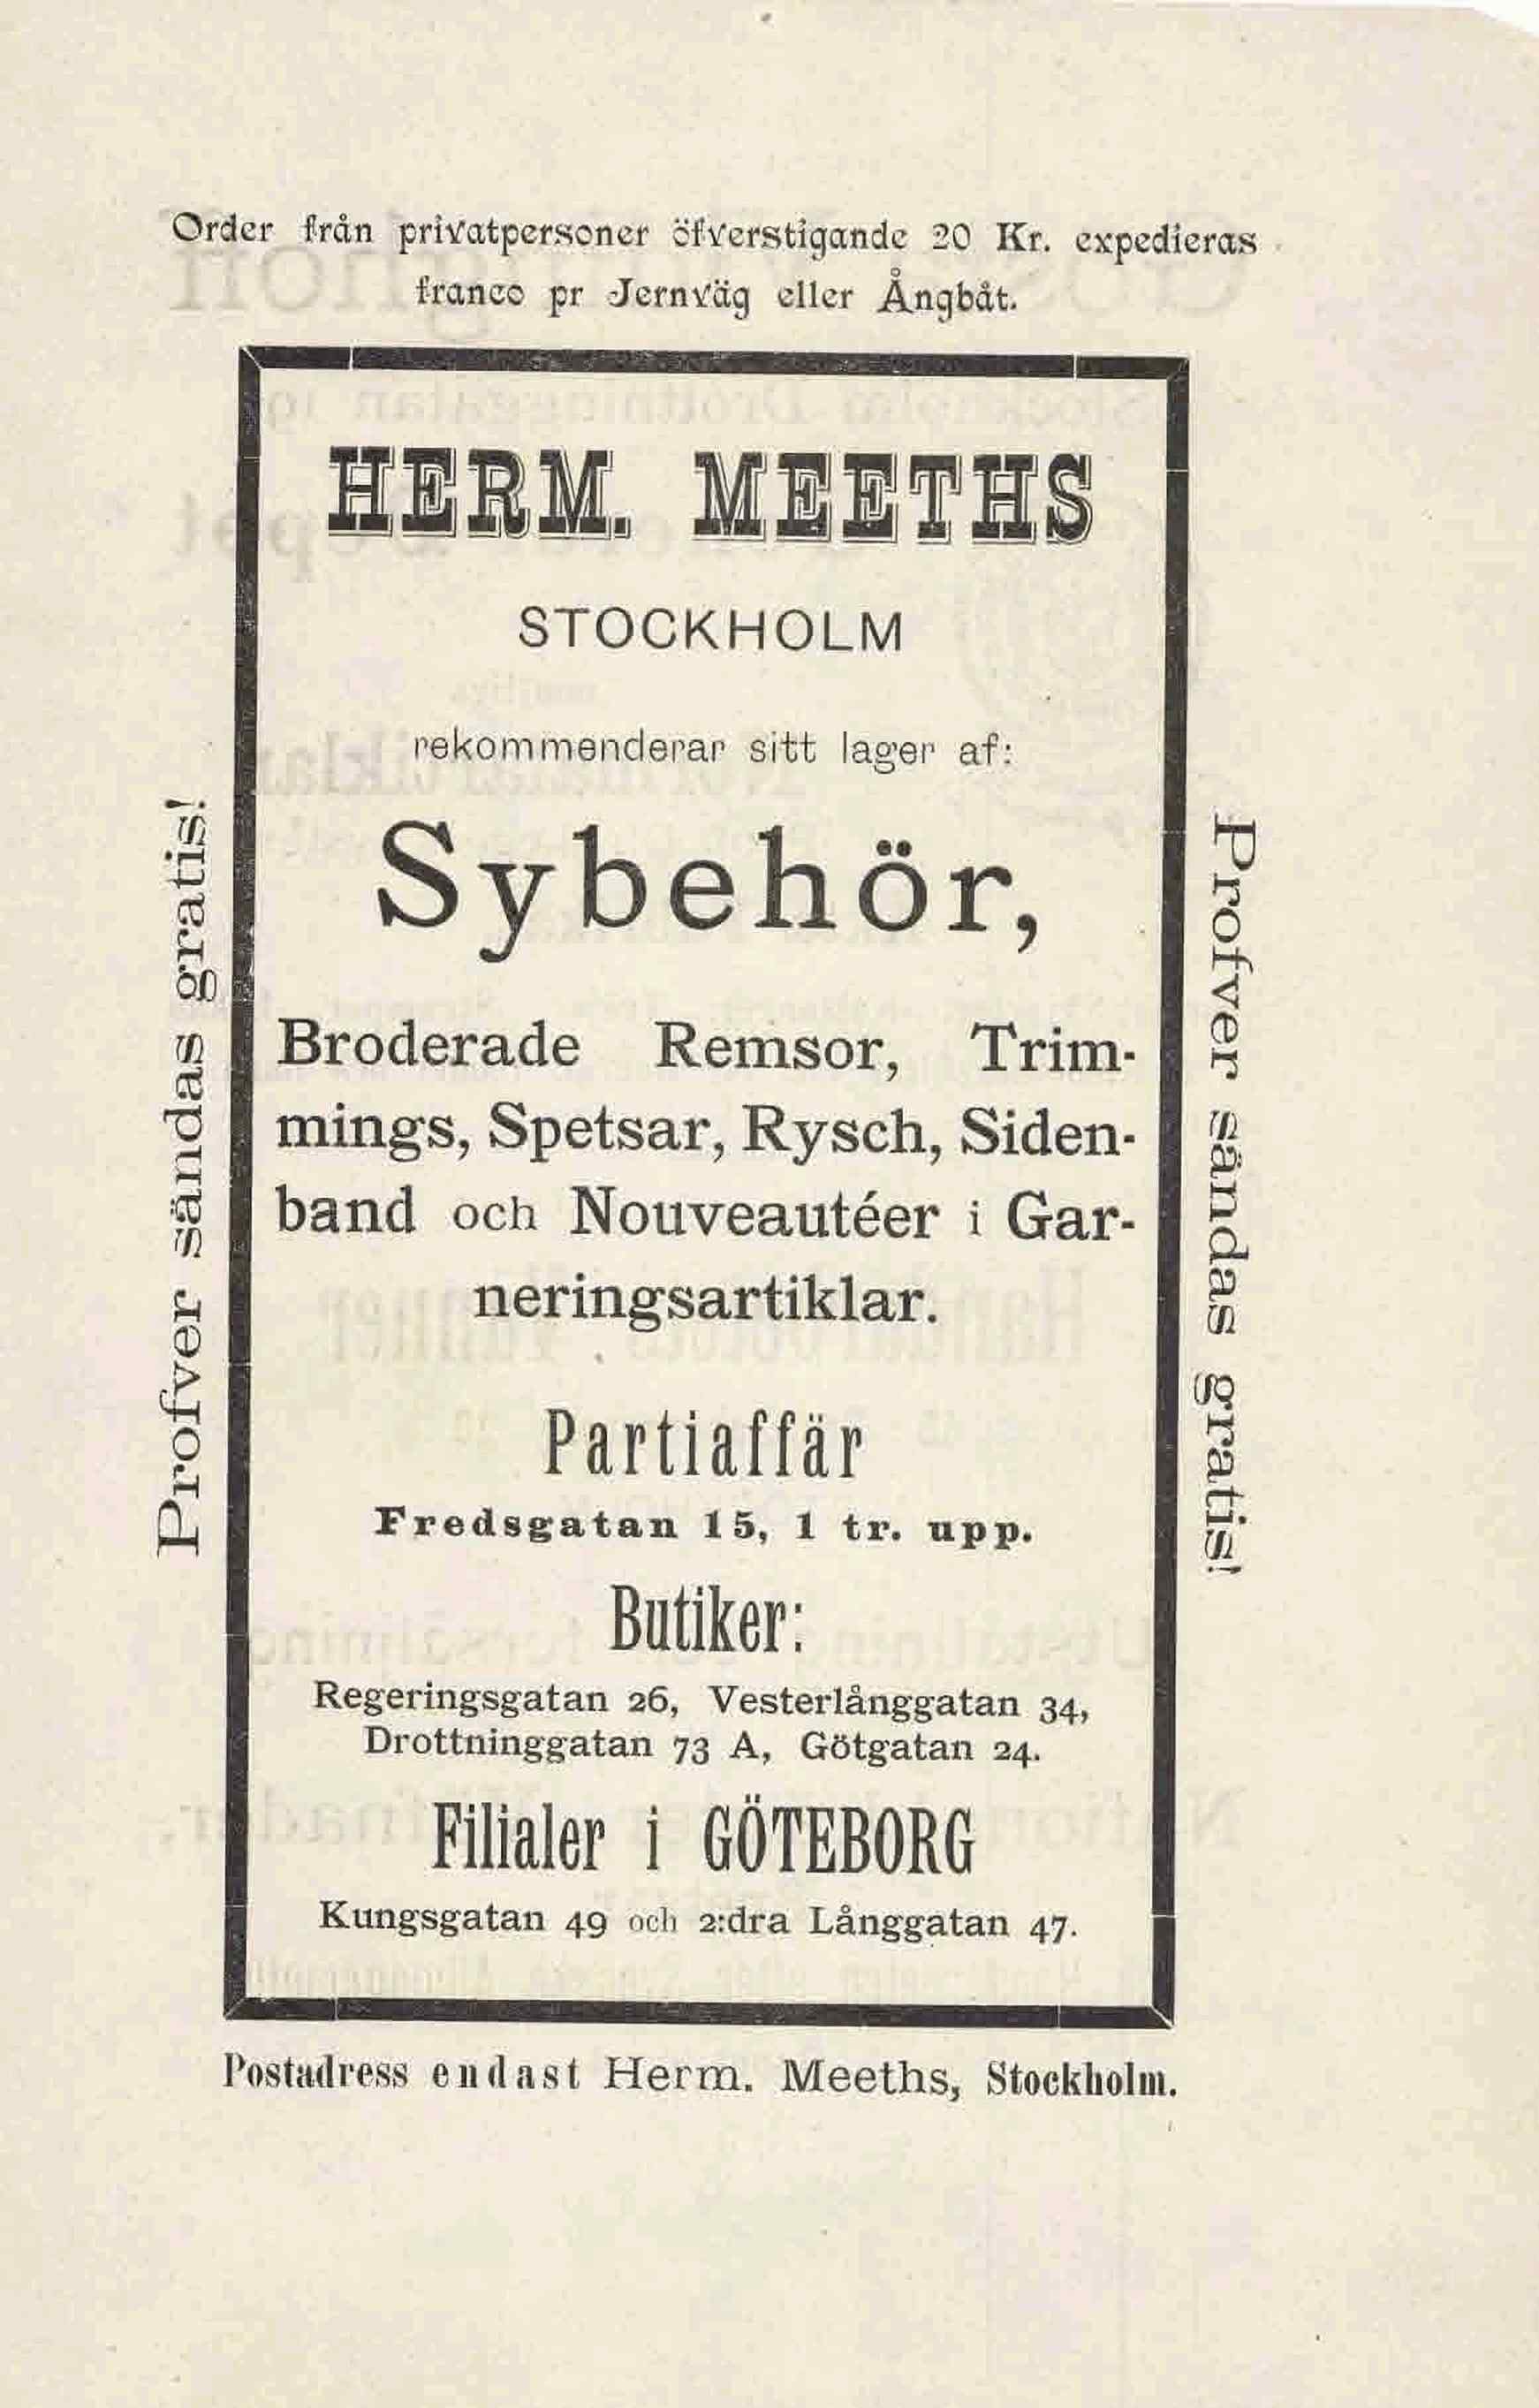 Order från privatpersoner öfverstigande 20 Kr. expedieras
franco pr Jernväg eller Ångbåt.
HERM. MEETHS
STOCKHOLM
rekommenderar sitt lager af:
Sybehör,
Broderade Remsor, Trim-
mings, Spetsar, Rysch, Siden-
band och Nouveautéer i Gar-
neringsartiklar.
Partiaffär
Fredsgatan 15, 1 tr. upp.
Butiker:
Regeringsgatan 26, Vesterlånggatan 34,
Drottninggatan 73 A, Götgatan 24.
Filialer i GÖTEBORG
Kungsgatan 49 och 2:dra Långgatan 47.
Profver sändas gratis!
Profver sändas gratis!
Postadress endast Herm. Meeths, Stockholm.